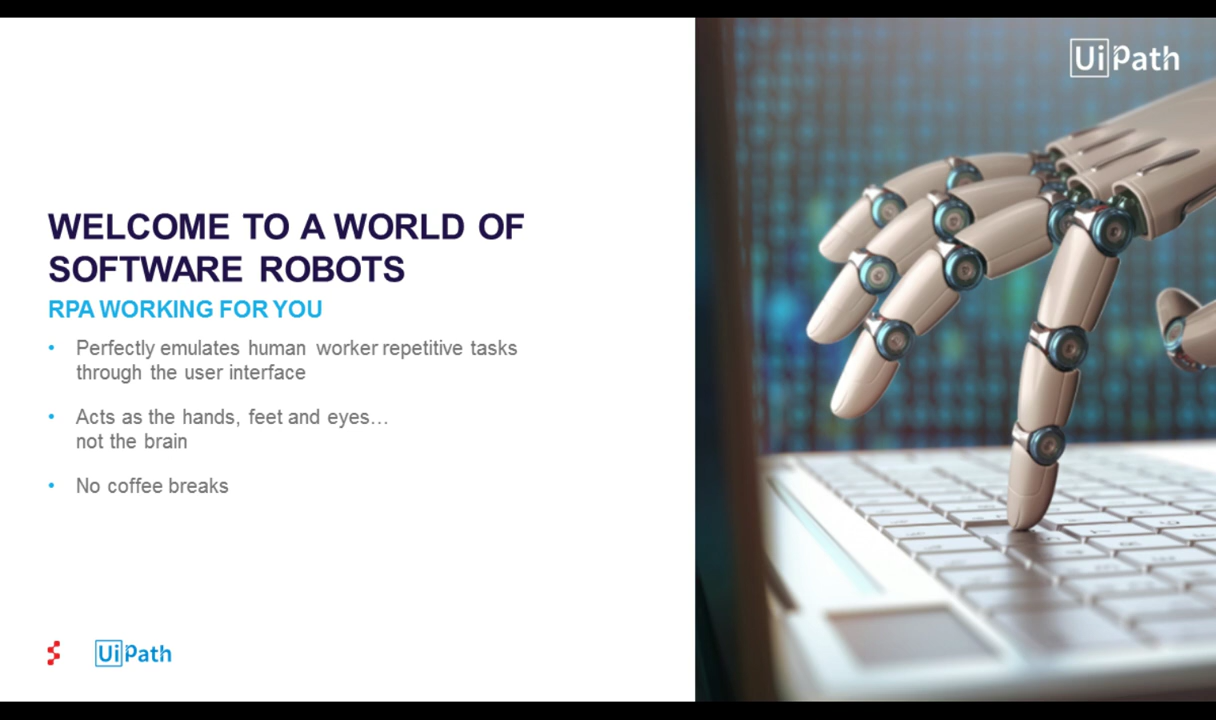 UiPath
WELCOME TO A WORLD OF
SOFTWARE ROBOTS
RPA WORKING FOR YOU
• Perfectly emulates human worker repetitive tasks
through the user interface
• Acts as the hands, feet and eyes…
not the brain
• No coffee breaks
UiPath